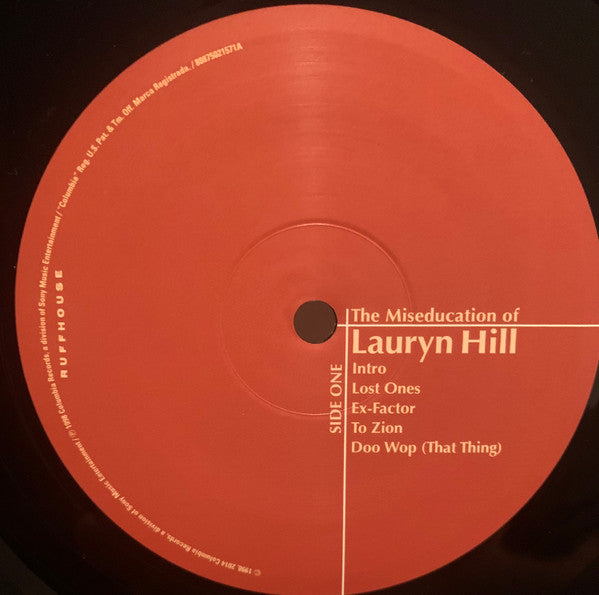 The Miseducation of
Lauryn Hill
SIDE ONE
Intro
Lost Ones
Ex-Factor
To Zion
Doo Wop (That Thing)
RUFFHOUSE
© 1998, 2014 Columbia Records, a division of Sony Music Entertainment / ℗ 1998 Columbia Records, a division of Sony Music Entertainment / "Columbia" Reg. U.S. Pat. & Tm. Off. Marca Registrada. / 88875021571A